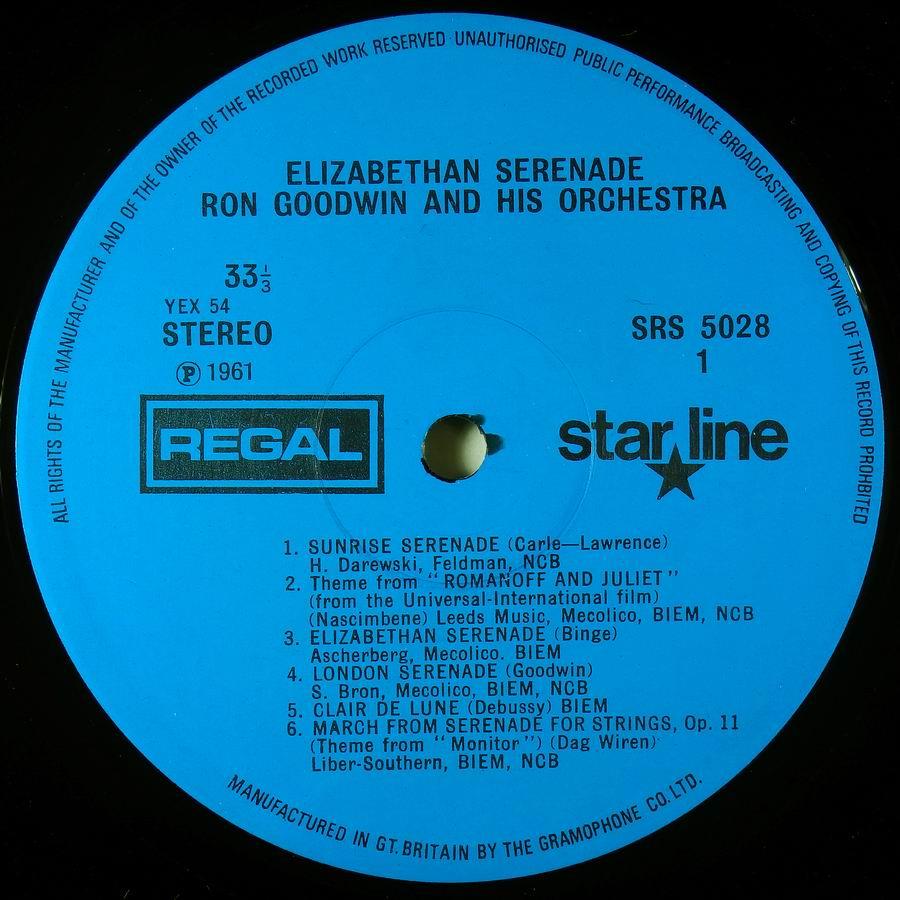 ALL RIGHTS OF THE MANUFACTURER AND OF THE OWNER OF THE RECORDED WORK RESERVED UNAUTHORISED PUBLIC PERFORMANCE BROADCASTING AND COPYING OF THIS RECORD PROHIBITED
ELIZABETHAN SERENADE
RON GOODWIN AND HIS ORCHESTRA
33⅓
YEX 54
STEREO
Ⓟ 1961
SRS 5028
1
REGAL
star line
1. SUNRISE SERENADE (Carle—Lawrence)
H. Darewski, Feldman, NCB
2. Theme from "ROMANOFF AND JULIET"
(from the Universal-International film)
(Nascimbene) Leeds Music, Mecolico, BIEM, NCB
3. ELIZABETHAN SERENADE (Binge)
Ascherberg, Mecolico. BIEM
4. LONDON SERENADE (Goodwin)
S. Bron, Mecolico, BIEM, NCB
5. CLAIR DE LUNE (Debussy) BIEM
6. MARCH FROM SERENADE FOR STRINGS, Op. 11
(Theme from "Monitor") (Dag Wiren)
Liber-Southern, BIEM, NCB
MANUFACTURED IN GT. BRITAIN BY THE GRAMOPHONE CO. LTD.